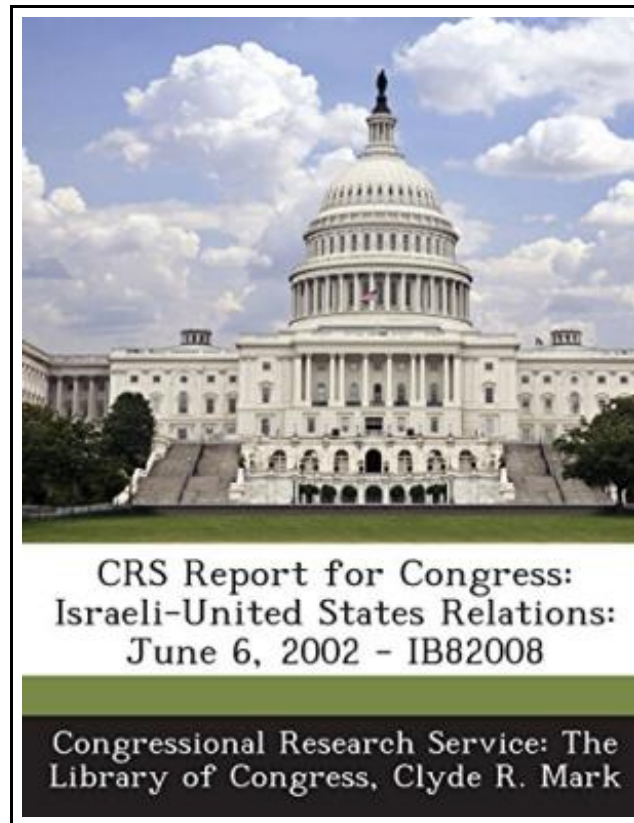 CRS Report for Congress:
Israeli-United States Relations:
June 6, 2002 - IB82008
Congressional Research Service: The
Library of Congress, Clyde R. Mark